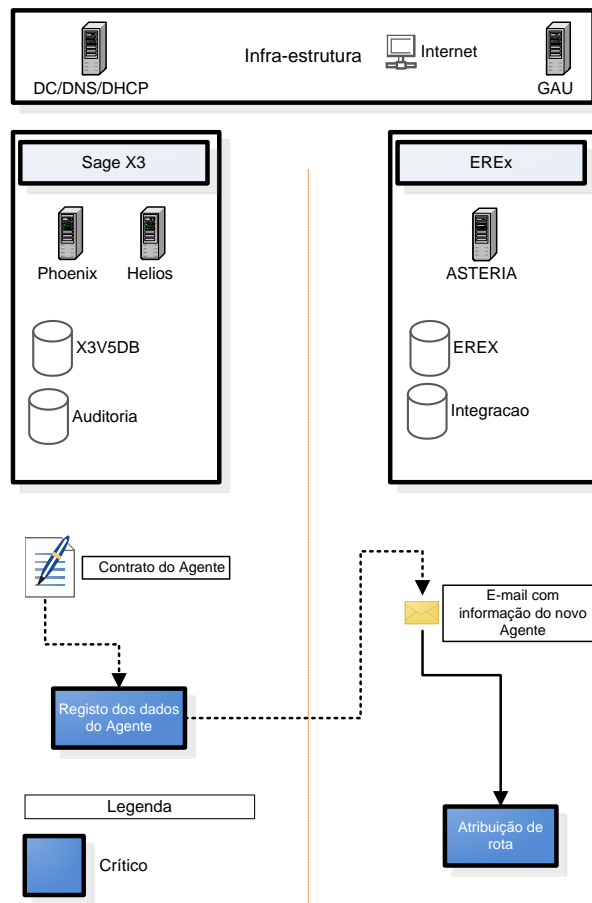 Infra-estrutura
Internet
DC/DNS/DHCP
GAU
Sage X3
EREx
Phoenix
Helios
ASTERIA
X3V5DB
EREX
Auditoria
Integracao
Contrato do Agente
E-mail com
informação do novo
Agente
Registo dos dados
do Agente
Legenda
Atribuição de
rota
Crítico